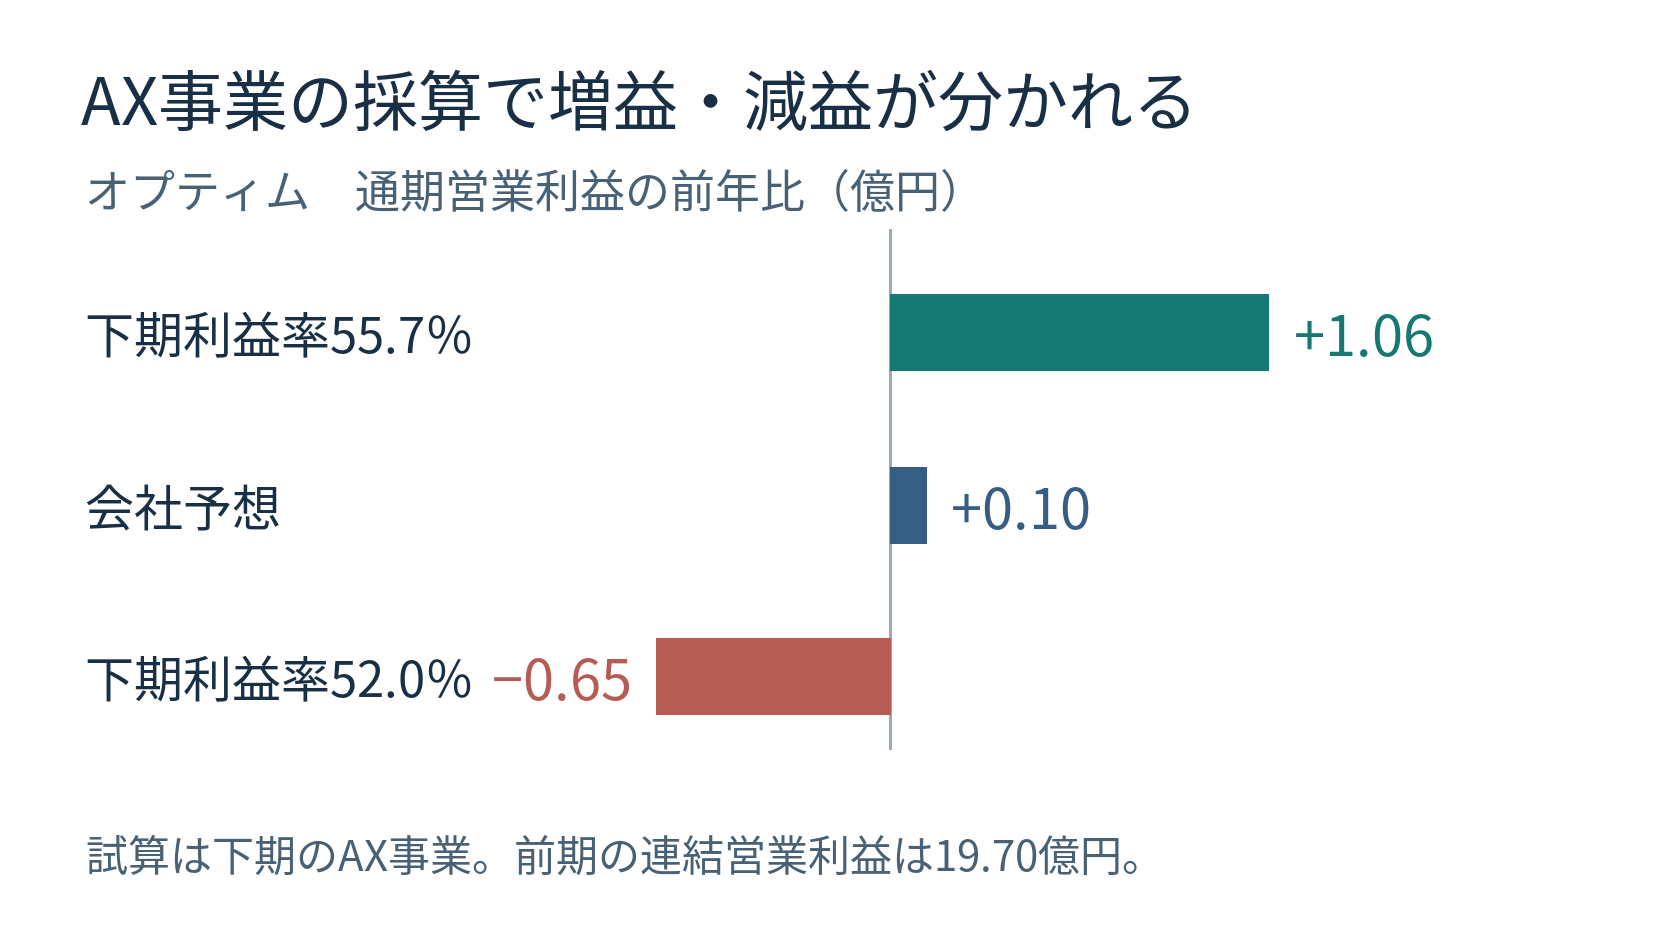 AX事業の採算で増益・減益が分かれる
オプティム　通期営業利益の前年比（億円）
下期利益率55.7% +1.06
会社予想 +0.10
下期利益率52.0% −0.65
試算は下期のAX事業。前期の連結営業利益は19.70億円。